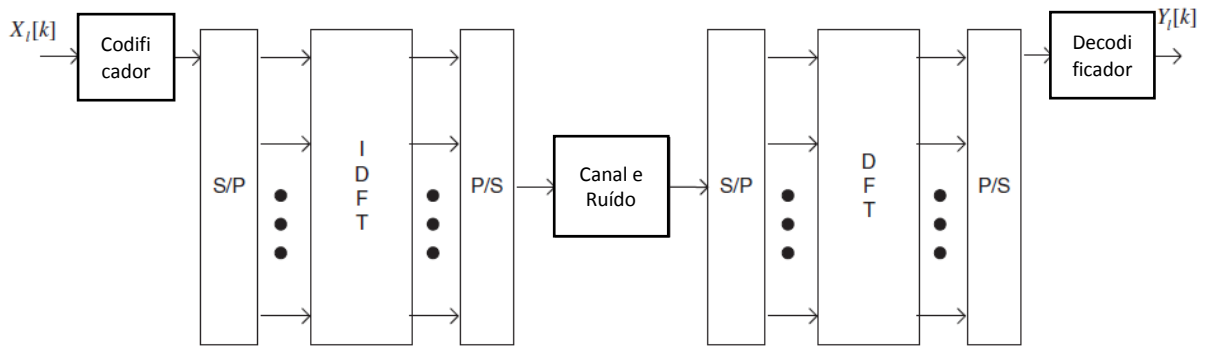 X_l[k]
Codifi
cador
S/P
I
D
F
T
P/S
Canal e
Ruído
S/P
D
F
T
P/S
Decodi
ficador
Y_l[k]